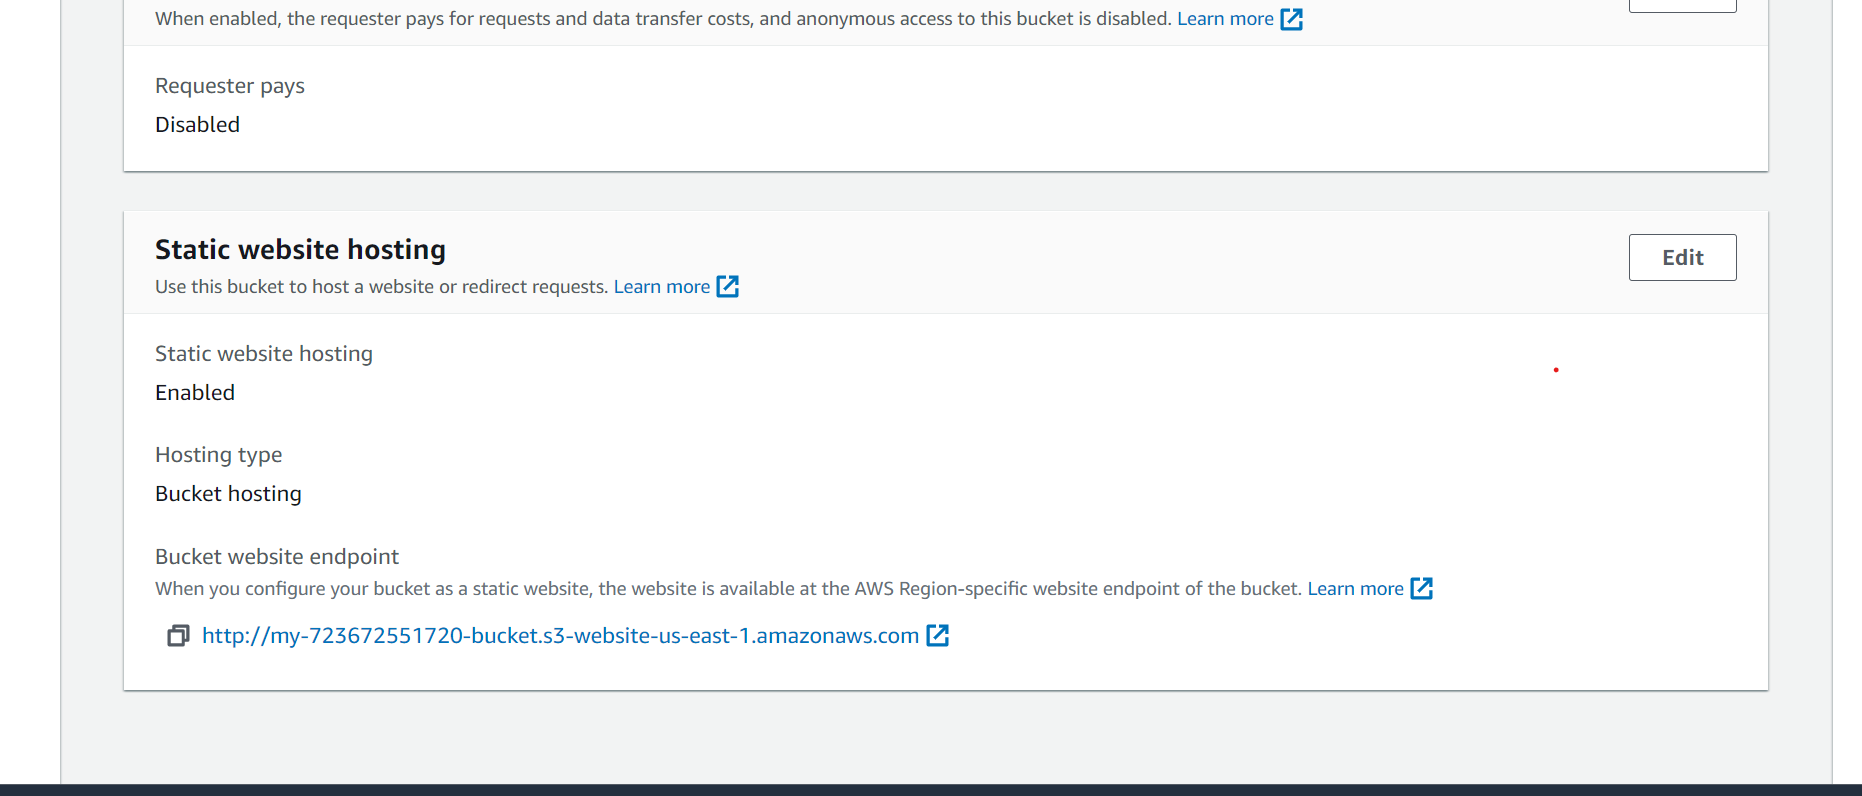 When enabled, the requester pays for requests and data transfer costs, and anonymous access to this bucket is disabled. Learn more
Requester pays
Disabled
Static website hosting
Edit
Use this bucket to host a website or redirect requests. Learn more
Static website hosting
Enabled
Hosting type
Bucket hosting
Bucket website endpoint
When you configure your bucket as a static website, the website is available at the AWS Region-specific website endpoint of the bucket. Learn more
http://my-723672551720-bucket.s3-website-us-east-1.amazonaws.com